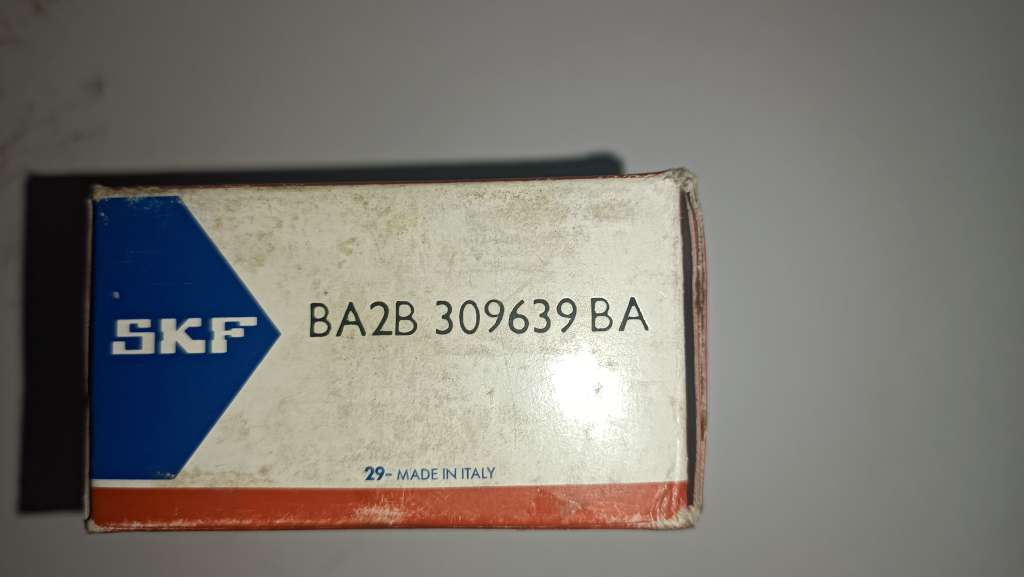 SKF
BA2B 309639 BA
29- MADE IN ITALY